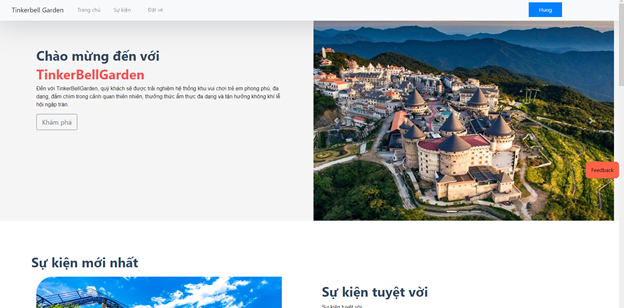 Tinkerbell Garden Trang chủ Sự kiện Đặt vé Hung
Chào mừng đến với
TinkerBellGarden
Đến với TinkerBellGarden, quý khách sẽ được trải nghiệm hệ thống khu vui chơi trẻ em phong phú, đa
dạng, đắm chìm trong cảnh quan thiên nhiên, thưởng thức ẩm thực đa dạng và tận hưởng không khí lễ
hội ngập tràn.
Khám phá
Feedback
Sự kiện mới nhất
Sự kiện tuyệt vời
Sự kiện tuyệt vời